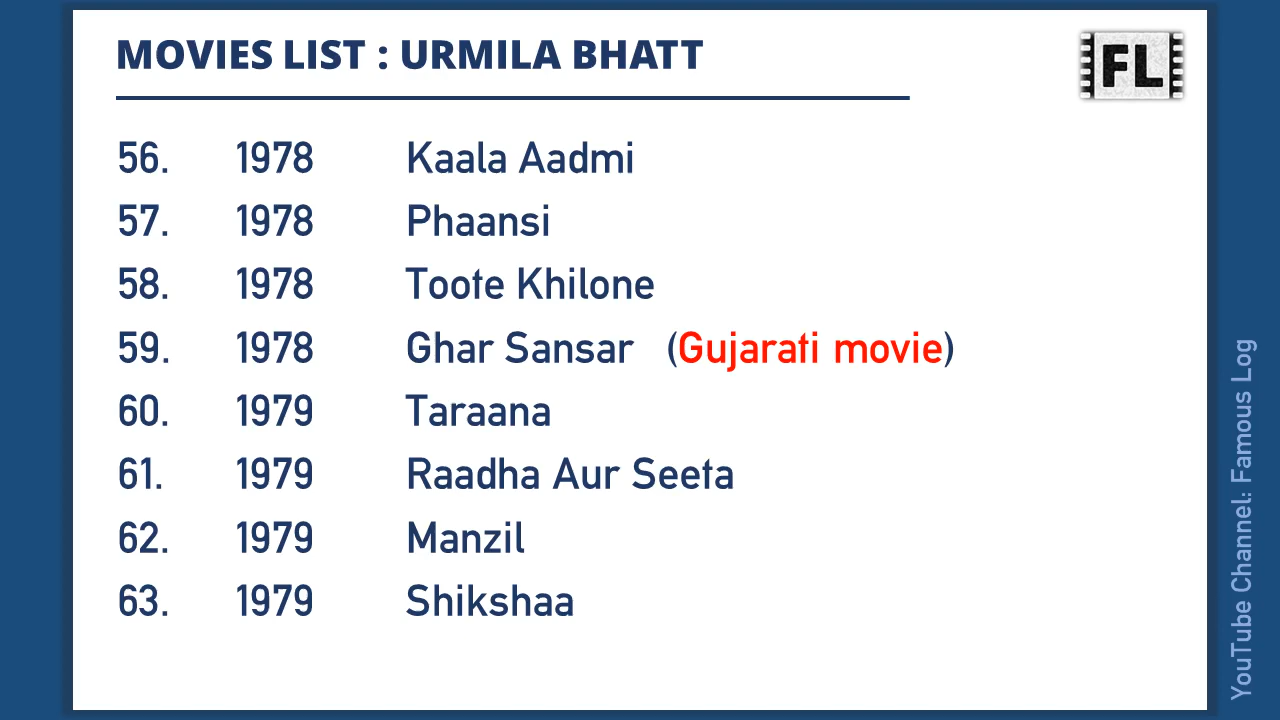 MOVIES LIST : URMILA BHATT
FL
56. 1978 Kaala Aadmi
57. 1978 Phaansi
58. 1978 Toote Khilone
59. 1978 Ghar Sansar (Gujarati movie)
60. 1979 Taraana
61. 1979 Raadha Aur Seeta
62. 1979 Manzil
63. 1979 Shikshaa
YouTube Channel: Famous Log